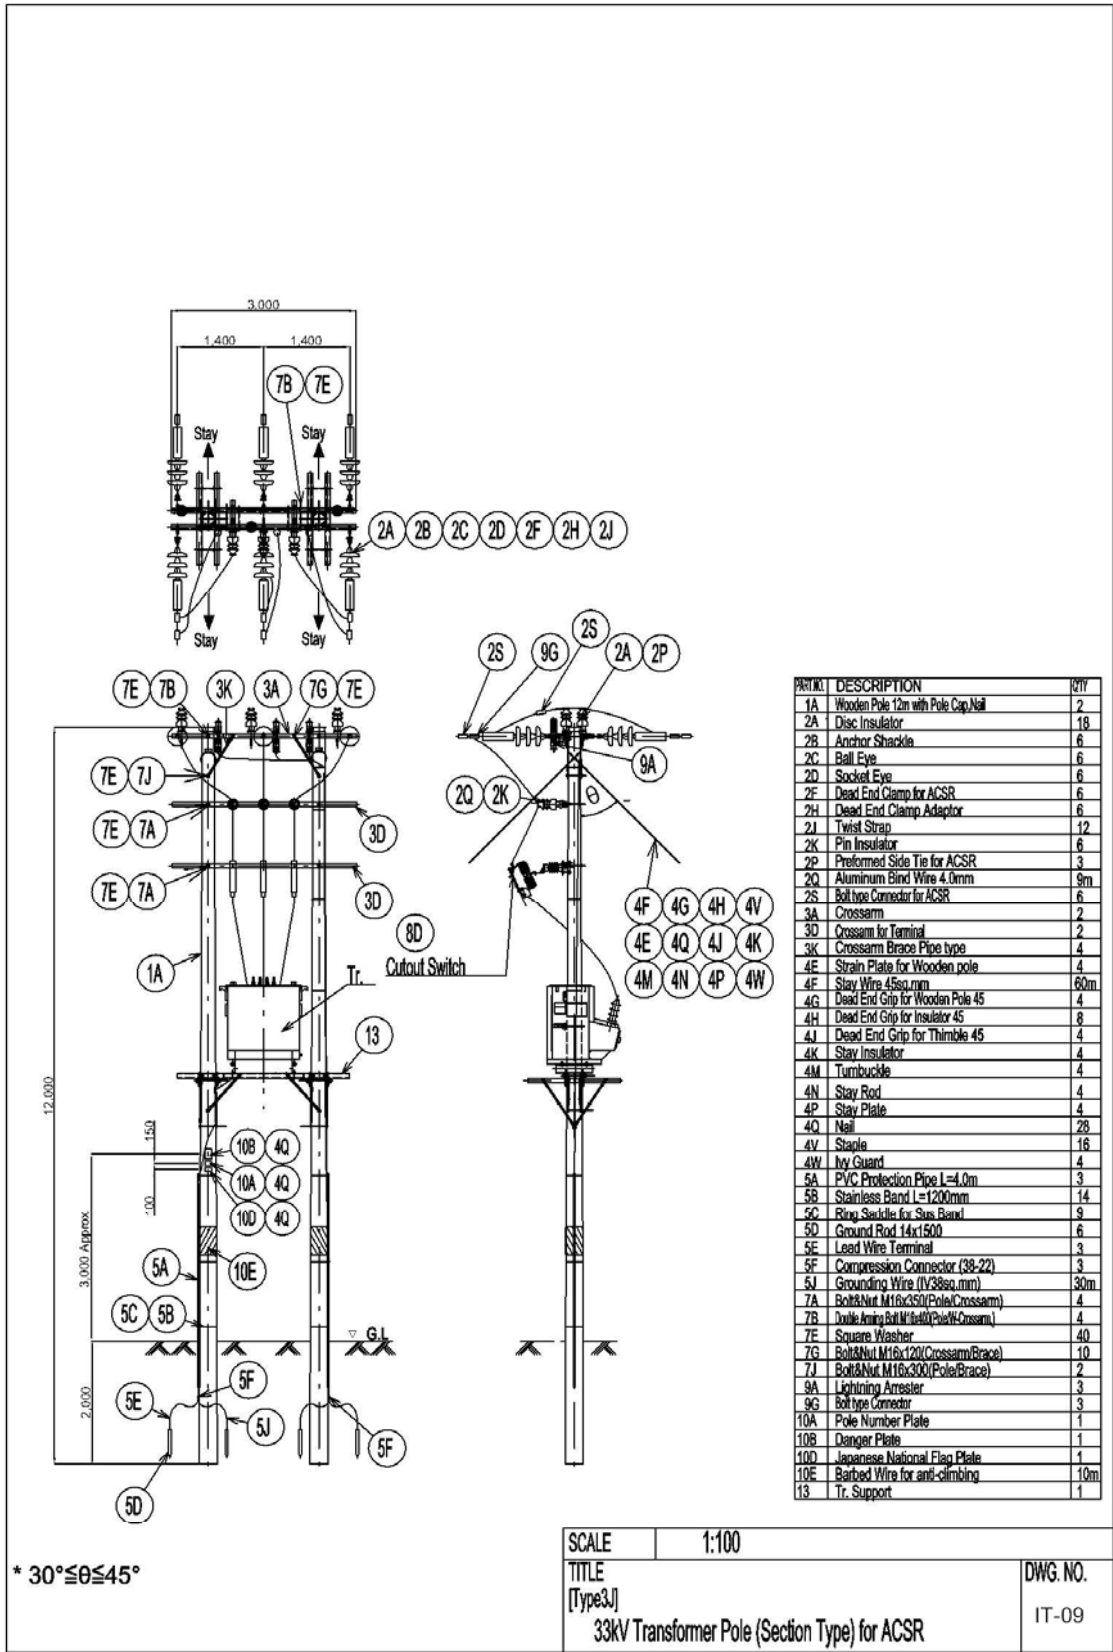 3,000
1,400 1,400
7B 7E
Stay Stay
2A 2B 2C 2D 2F 2H 2J
Stay Stay
2S
2S 9G 2A 2P
7E 7B 3K 3A 7G 7E
9A
7E 7J
2Q 2K θ
7E 7A 3D
7E 7A 3D
4F 4G 4H 4V
8D
4E 4Q 4J 4K
Cutout Switch
4M 4N 4P 4W
1A
Tr.
13
12,000
150
10B 4Q
10A 4Q
100
10D 4Q
3,000 Approx
5A 10E
5C 5B
G.L
2,000
5F
5E 5J 5F
5D
PART.NO. DESCRIPTION Q'TY
1A Wooden Pole 12m with Pole Cap,Nail 2
2A Disc Insulator 18
2B Anchor Shackle 6
2C Ball Eye 6
2D Socket Eye 6
2F Dead End Clamp for ACSR 6
2H Dead End Clamp Adaptor 6
2J Twist Strap 12
2K Pin Insulator 6
2P Preformed Side Tie for ACSR 3
2Q Aluminum Bind Wire 4.0mm 9m
2S Bolt type Connector for ACSR 6
3A Crossarm 2
3D Crossarm for Terminal 2
3K Crossarm Brace Pipe type 4
4E Strain Plate for Wooden pole 4
4F Stay Wire 45sq.mm 60m
4G Dead End Grip for Wooden Pole 45 4
4H Dead End Grip for Insulator 45 8
4J Dead End Grip for Thimble 45 4
4K Stay Insulator 4
4M Turnbuckle 4
4N Stay Rod 4
4P Stay Plate 4
4Q Nail 28
4V Staple 16
4W Ivy Guard 4
5A PVC Protection Pipe L=4.0m 3
5B Stainless Band L=1200mm 14
5C Ring Saddle for Sus Band 9
5D Ground Rod 14x1500 6
5E Lead Wire Terminal 3
5F Compression Connector (38-22) 3
5J Grounding Wire (IV38sq.mm) 30m
7A Bolt&Nut M16x350(Pole/Crossarm) 4
7B Double Arming Bolt M16x400(Pole/W-Crossarm,) 4
7E Square Washer 40
7G Bolt&Nut M16x120(Crossarm/Brace) 10
7J Bolt&Nut M16x300(Pole/Brace) 2
9A Lightning Arrester 3
9G Bolt type Connector 3
10A Pole Number Plate 1
10B Danger Plate 1
10D Japanese National Flag Plate 1
10E Barbed Wire for anti-climbing 10m
13 Tr. Support 1
* 30°≦θ≦45°
SCALE 1:100
TITLE DWG. NO.
[Type3J]
33kV Transformer Pole (Section Type) for ACSR IT-09